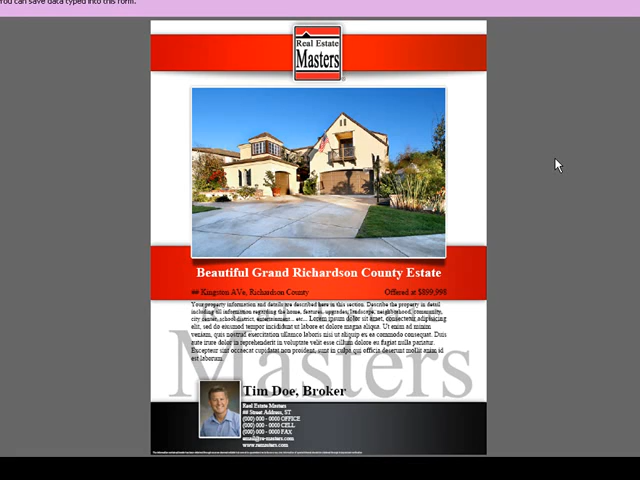 You can save data typed into this form.
Real Estate
Masters
Beautiful Grand Richardson County Estate
## Kingston AVe, Richardson County Offered at $899,998
Your property information and details are described here in this section. Describe the property in detail
including all information regarding the home, features, upgrades, landscape, neighborhood, community,
city center, school district, entertainment... etc... Lorem ipsum dolor sit amet, consectetur adipisicing
elit, sed do eiusmod tempor incididunt ut labore et dolore magna aliqua. Ut enim ad minim
veniam, quis nostrud exercitation ullamco laboris nisi ut aliquip ex ea commodo consequat. Duis
aute irure dolor in reprehenderit in voluptate velit esse cillum dolore eu fugiat nulla pariatur.
Excepteur sint occaecat cupidatat non proident, sunt in culpa qui officia deserunt mollit anim id
est laborum.
Masters
Tim Doe, Broker
Real Estate Masters
## Street Address, ST
(000) 000 - 0000 OFFICE
(000) 000 - 0000 CELL
(000) 000 - 0000 FAX
email@re-masters.com
www.remasters.com